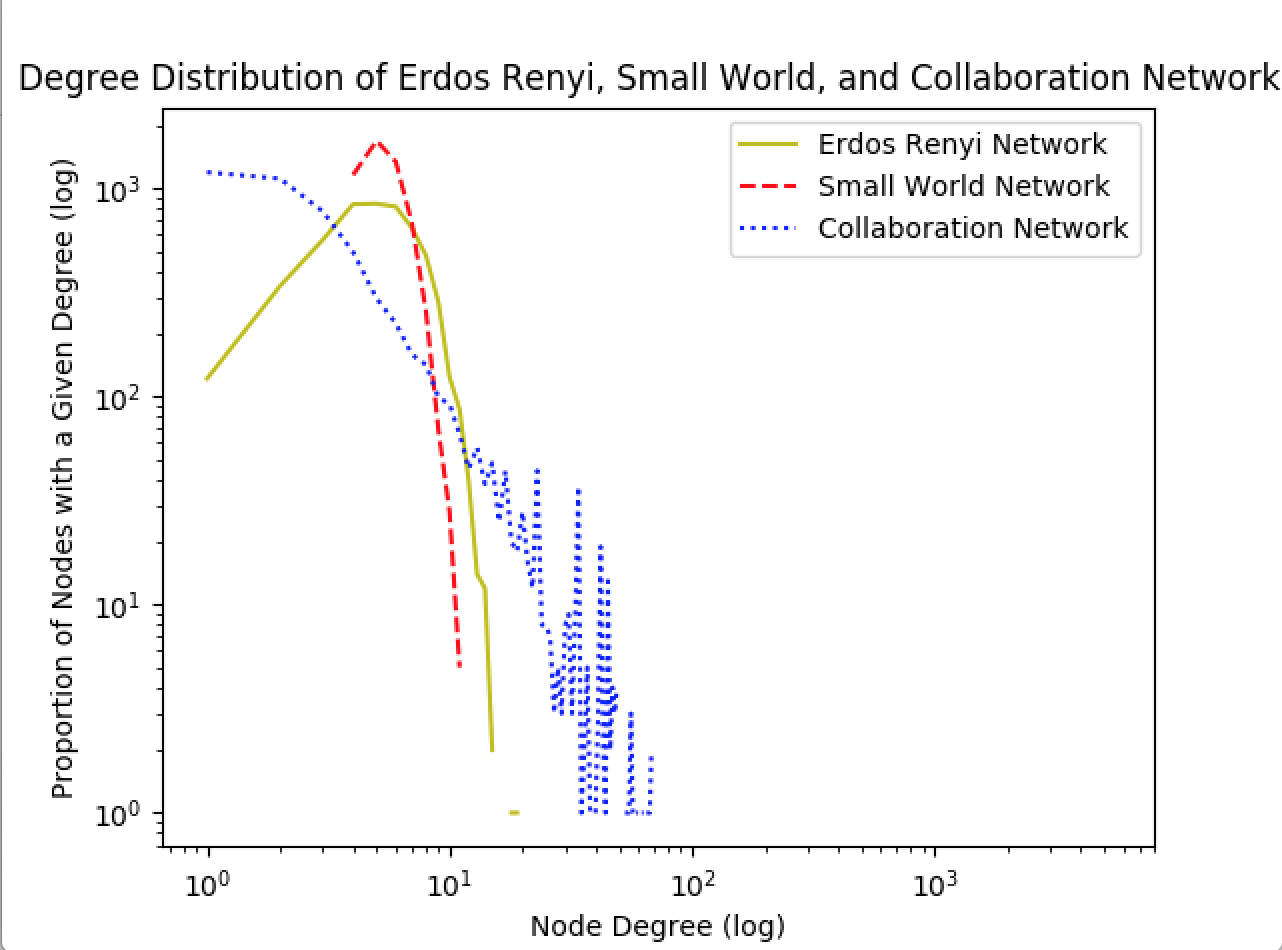 Degree Distribution of Erdos Renyi, Small World, and Collaboration Network
Erdos Renyi Network
Small World Network
Collaboration Network
Proportion of Nodes with a Given Degree (log)
10³
10²
10¹
10⁰
10⁰ 10¹ 10² 10³
Node Degree (log)